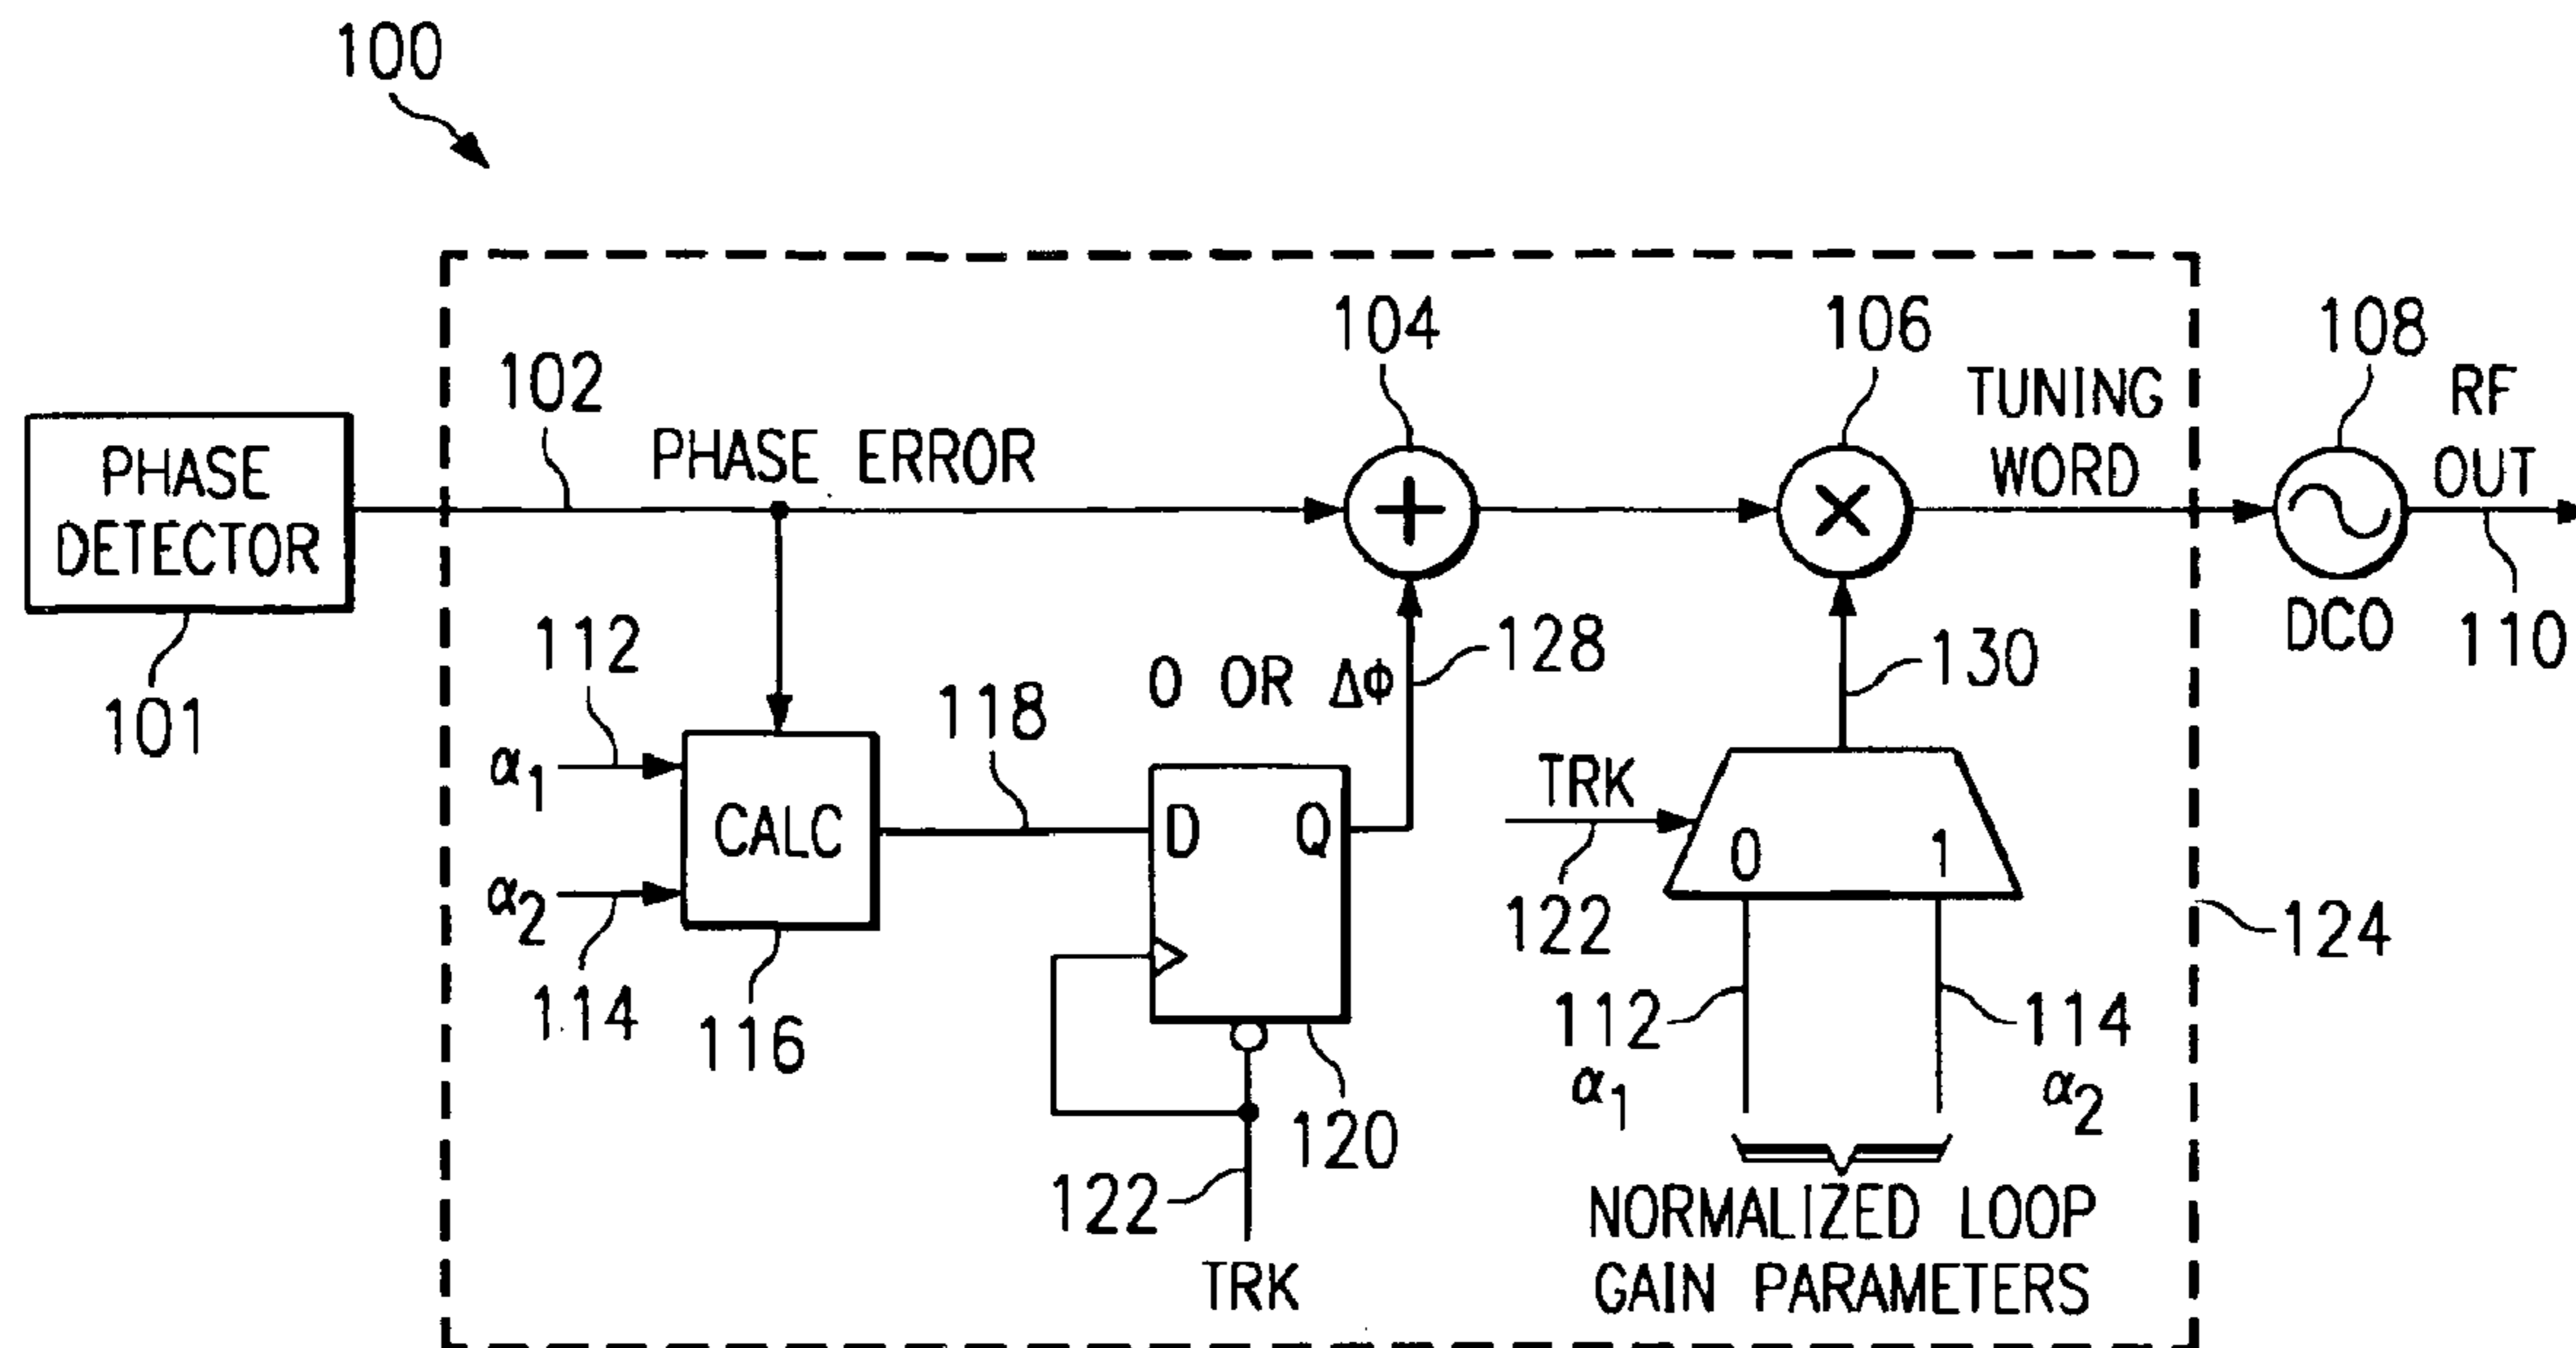 100
104
106
108
102
TUNING
WORD
RF
OUT
PHASE
DETECTOR
PHASE ERROR
+
×
101
112
118
0 OR ΔΦ
128
130
DCO
110
α1
CALC
D
Q
TRK
0
1
α2
114
116
122
112
α1
114
α2
124
120
122
TRK
NORMALIZED LOOP
GAIN PARAMETERS